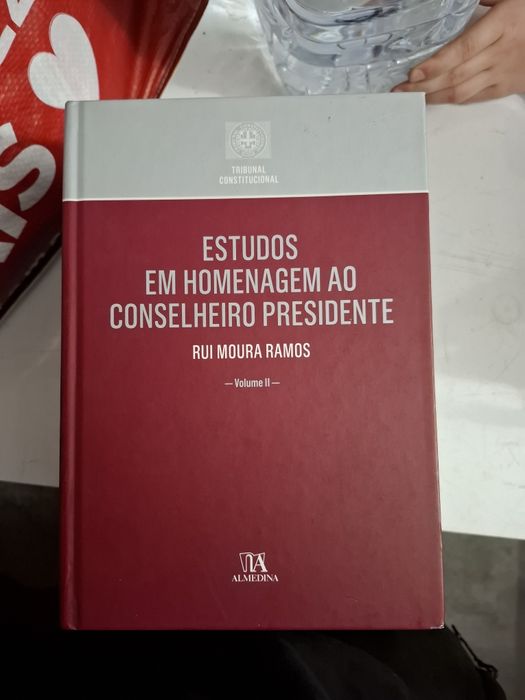 TRIBUNAL
CONSTITUCIONAL
ESTUDOS
EM HOMENAGEM AO
CONSELHEIRO PRESIDENTE
RUI MOURA RAMOS
— Volume II —
ALMEDINA